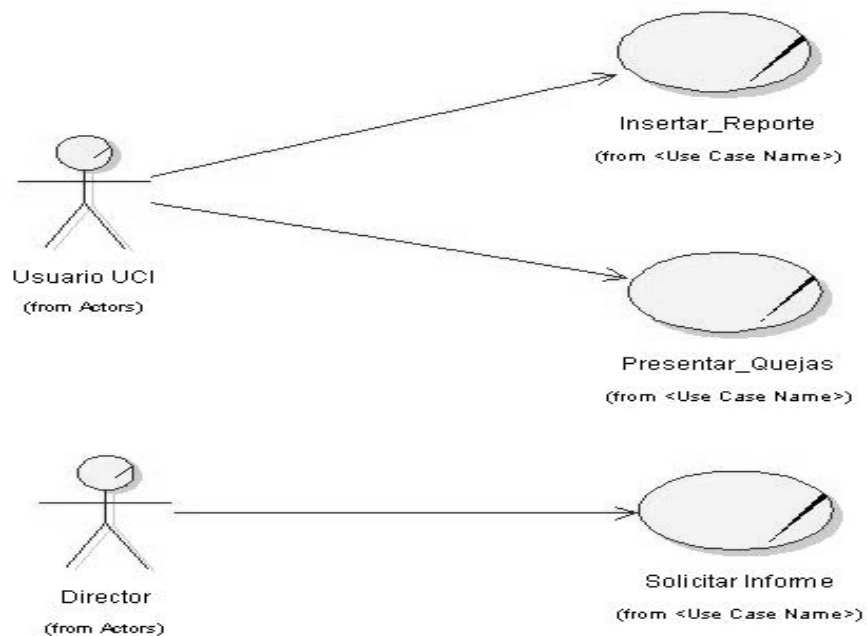 Insertar_Reporte
(from <Use Case Name>)
Usuario UCI
(from Actors)
Presentar_Quejas
(from <Use Case Name>)
Director
(from Actors)
Solicitar Informe
(from <Use Case Name>)